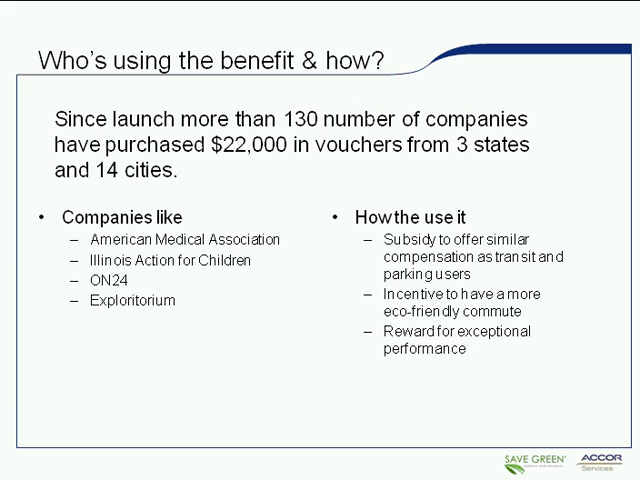 Who's using the benefit & how?
Since launch more than 130 number of companies
have purchased $22,000 in vouchers from 3 states
and 14 cities.
• Companies like
– American Medical Association
– Illinois Action for Children
– ON24
– Exploritorium
• How the use it
– Subsidy to offer similar
compensation as transit and
parking users
– Incentive to have a more
eco-friendly commute
– Reward for exceptional
performance
SAVE GREEN
ACCOR
Services